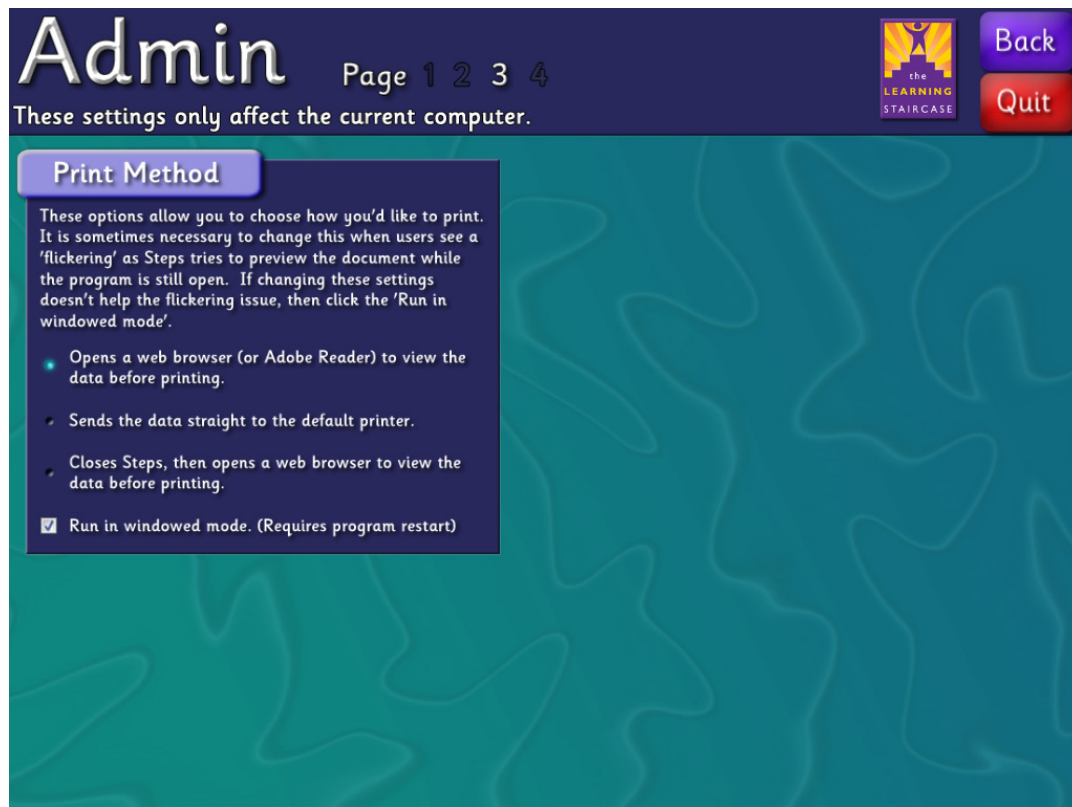 Admin
Page 1 2 3 4
These settings only affect the current computer.
the
LEARNING
STAIRCASE
Back
Quit
Print Method
These options allow you to choose how you'd like to print.
It is sometimes necessary to change this when users see a
'flickering' as Steps tries to preview the document while
the program is still open. If changing these settings
doesn't help the flickering issue, then click the 'Run in
windowed mode'.
Opens a web browser (or Adobe Reader) to view the
data before printing.
Sends the data straight to the default printer.
Closes Steps, then opens a web browser to view the
data before printing.
Run in windowed mode. (Requires program restart)